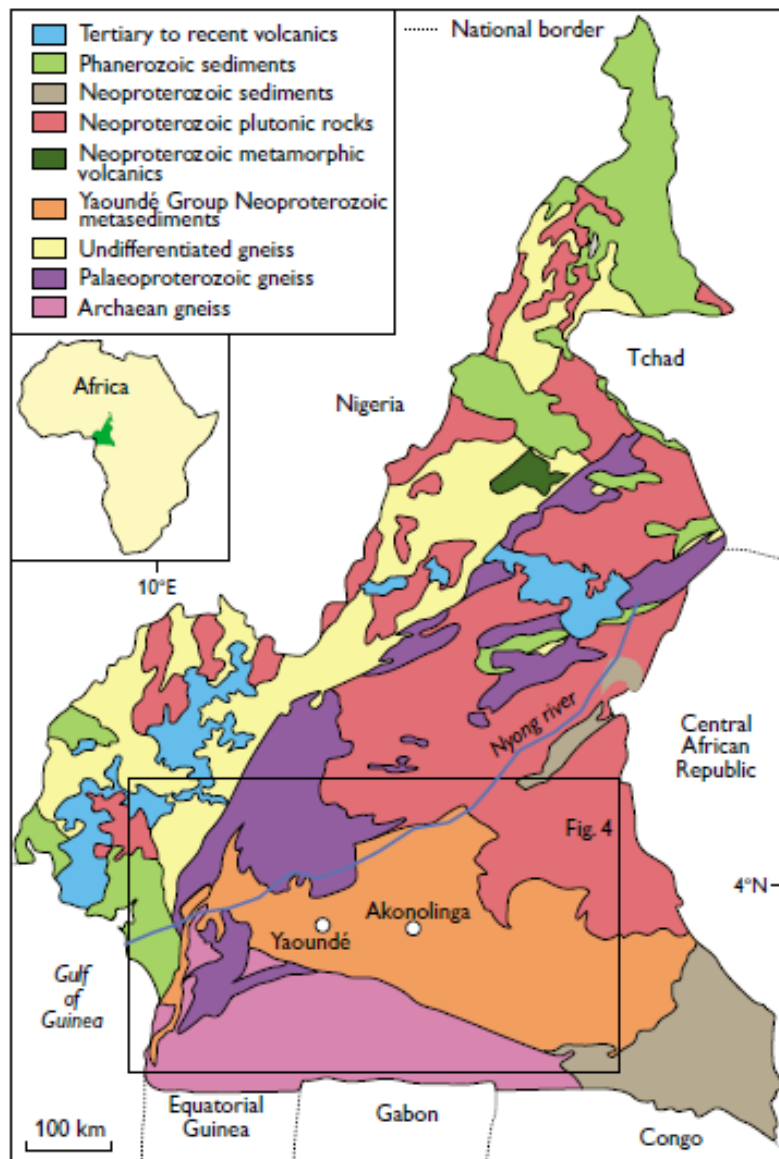 Tertiary to recent volcanics
Phanerozoic sediments
Neoproterozoic sediments
Neoproterozoic plutonic rocks
Neoproterozoic metamorphic
volcanics
Yaoundé Group Neoproterozoic
metasediments
Undifferentiated gneiss
Palaeoproterozoic gneiss
Archaean gneiss
National border
Africa
10°E
Nigeria
Tchad
Nyong river
Central
African
Republic
Fig. 4
4°N
Akonolinga
Yaoundé
Gulf
of
Guinea
100 km
Equatorial
Guinea
Gabon
Congo